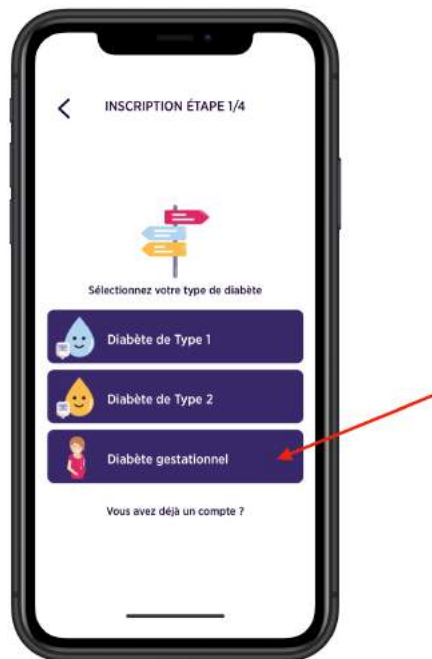 INSCRIPTION ÉTAPE 1/4
Sélectionnez votre type de diabète
Diabète de Type 1
Diabète de Type 2
Diabète gestationnel
Vous avez déjà un compte ?